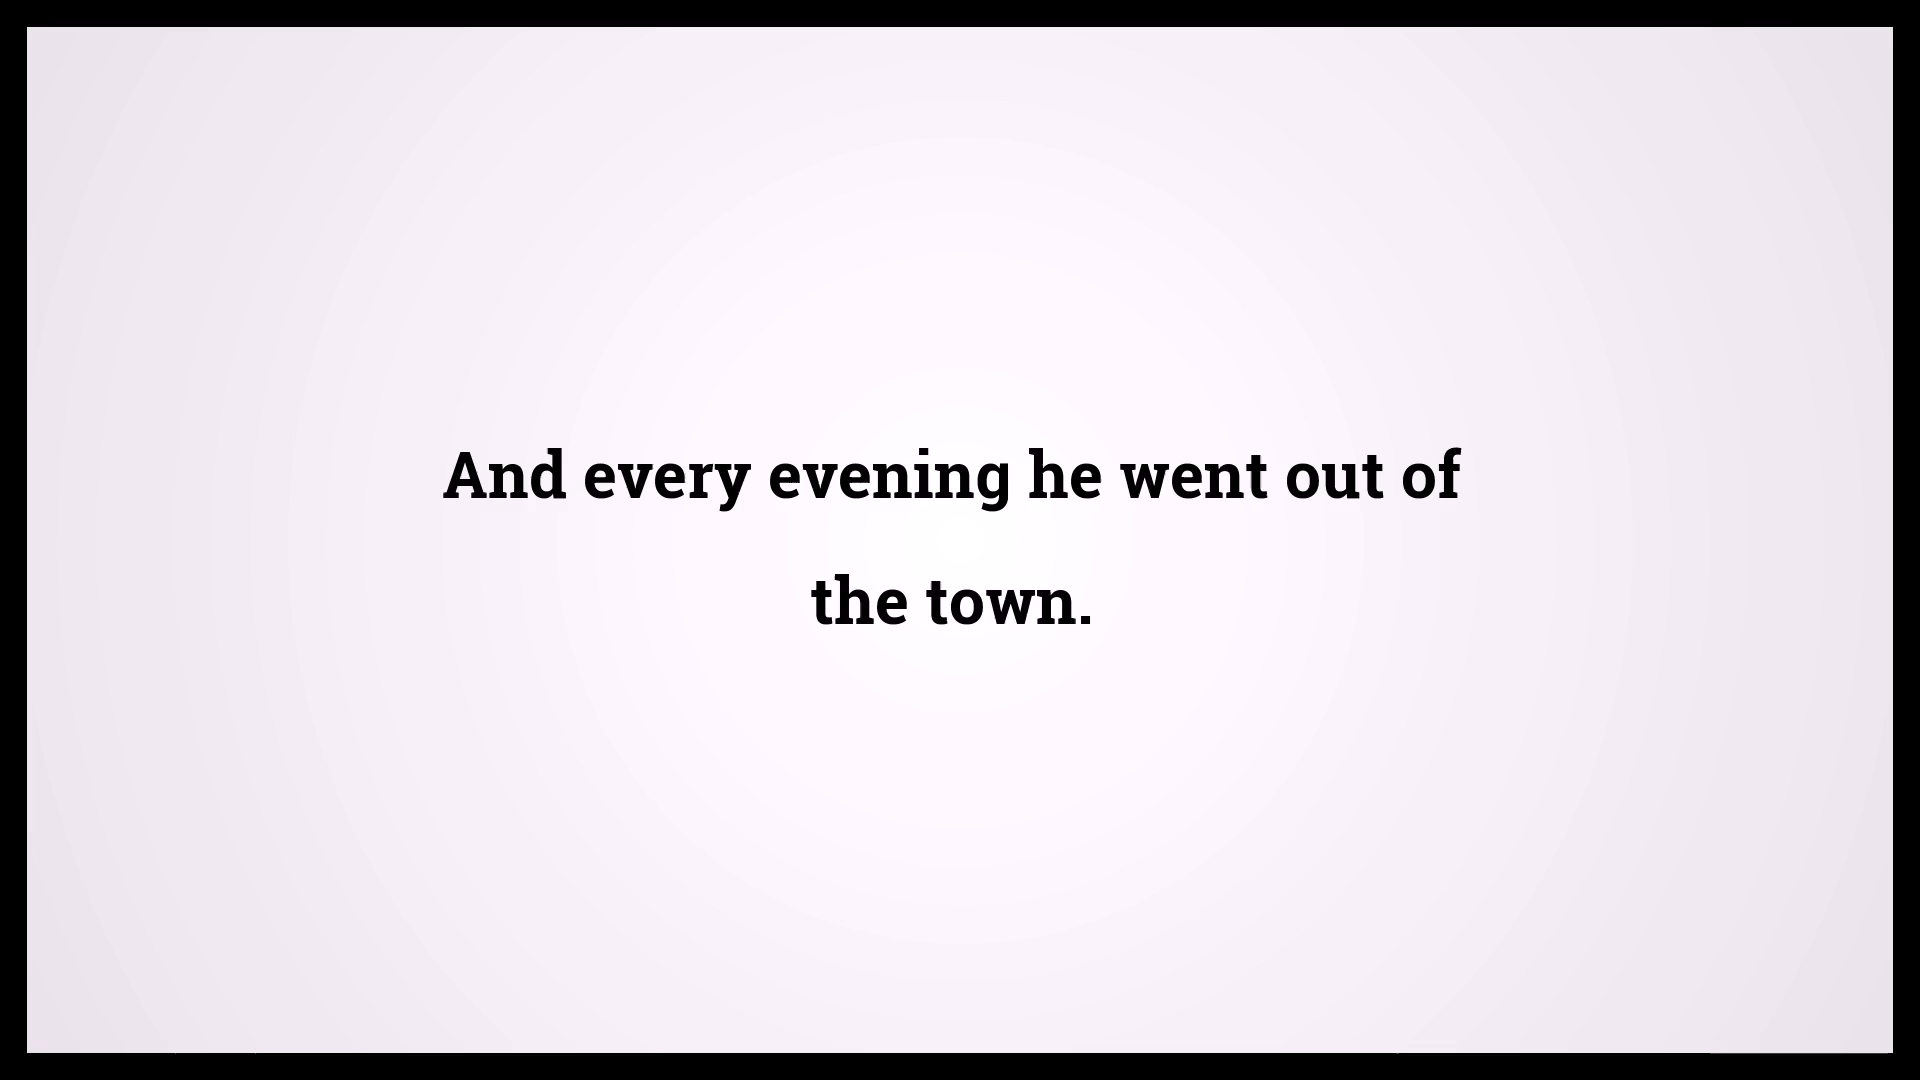 And every evening he went out of
the town.